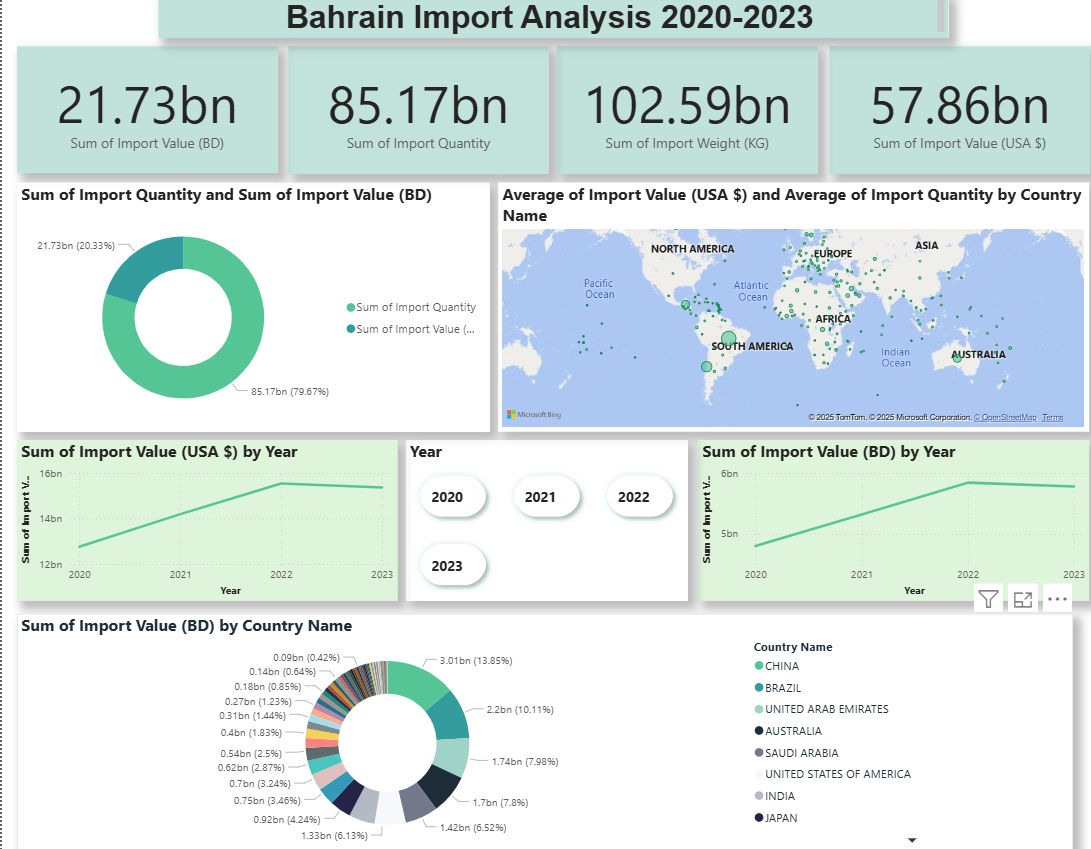 Bahrain Import Analysis 2020-2023
21.73bn
Sum of Import Value (BD)
85.17bn
Sum of Import Quantity
102.59bn
Sum of Import Weight (KG)
57.86bn
Sum of Import Value (USA $)
Sum of Import Quantity and Sum of Import Value (BD)
21.73bn (20.33%)
85.17bn (79.67%)
Sum of Import Quantity
Sum of Import Value (...
Average of Import Value (USA $) and Average of Import Quantity by Country
Name
NORTH AMERICA
EUROPE
ASIA
Pacific
Ocean
Atlantic
Ocean
AFRICA
SOUTH AMERICA
Indian
Ocean
AUSTRALIA
Microsoft Bing
© 2025 TomTom, © 2025 Microsoft Corporation, © OpenStreetMap Terms
Sum of Import Value (USA $) by Year
Sum of Import V...
16bn
14bn
12bn
2020
2021
2022
2023
Year
Year
2020
2021
2022
2023
Sum of Import Value (BD) by Year
Sum of Import V...
6bn
5bn
2020
2021
2022
2023
Year
Sum of Import Value (BD) by Country Name
3.01bn (13.85%)
2.2bn (10.11%)
1.74bn (7.98%)
1.7bn (7.8%)
1.42bn (6.52%)
1.33bn (6.13%)
0.92bn (4.24%)
0.75bn (3.46%)
0.7bn (3.24%)
0.62bn (2.87%)
0.54bn (2.5%)
0.4bn (1.83%)
0.31bn (1.44%)
0.27bn (1.23%)
0.18bn (0.85%)
0.14bn (0.64%)
0.09bn (0.42%)
Country Name
CHINA
BRAZIL
UNITED ARAB EMIRATES
AUSTRALIA
SAUDI ARABIA
UNITED STATES OF AMERICA
INDIA
JAPAN